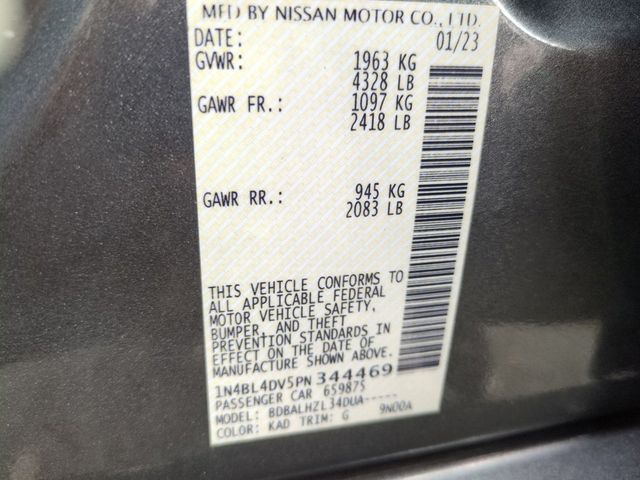 MFD BY NISSAN MOTOR CO., LTD.
DATE: 01/23
GVWR: 1963 KG
4328 LB
GAWR FR.: 1097 KG
2418 LB
GAWR RR.: 945 KG
2083 LB
THIS VEHICLE CONFORMS TO
ALL APPLICABLE FEDERAL
MOTOR VEHICLE SAFETY,
BUMPER, AND THEFT
PREVENTION STANDARDS IN
EFFECT ON THE DATE OF
MANUFACTURE SHOWN ABOVE.
1N4BL4DV5PN344469
PASSENGER CAR 659875
MODEL: BDBALHZL34DUA-----
COLOR: KAD TRIM: G 9N00A